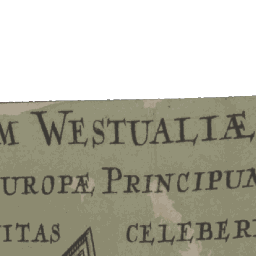 M WESTUALIÆ
UROPÆ PRINCIPUM
ITAS CELEBER